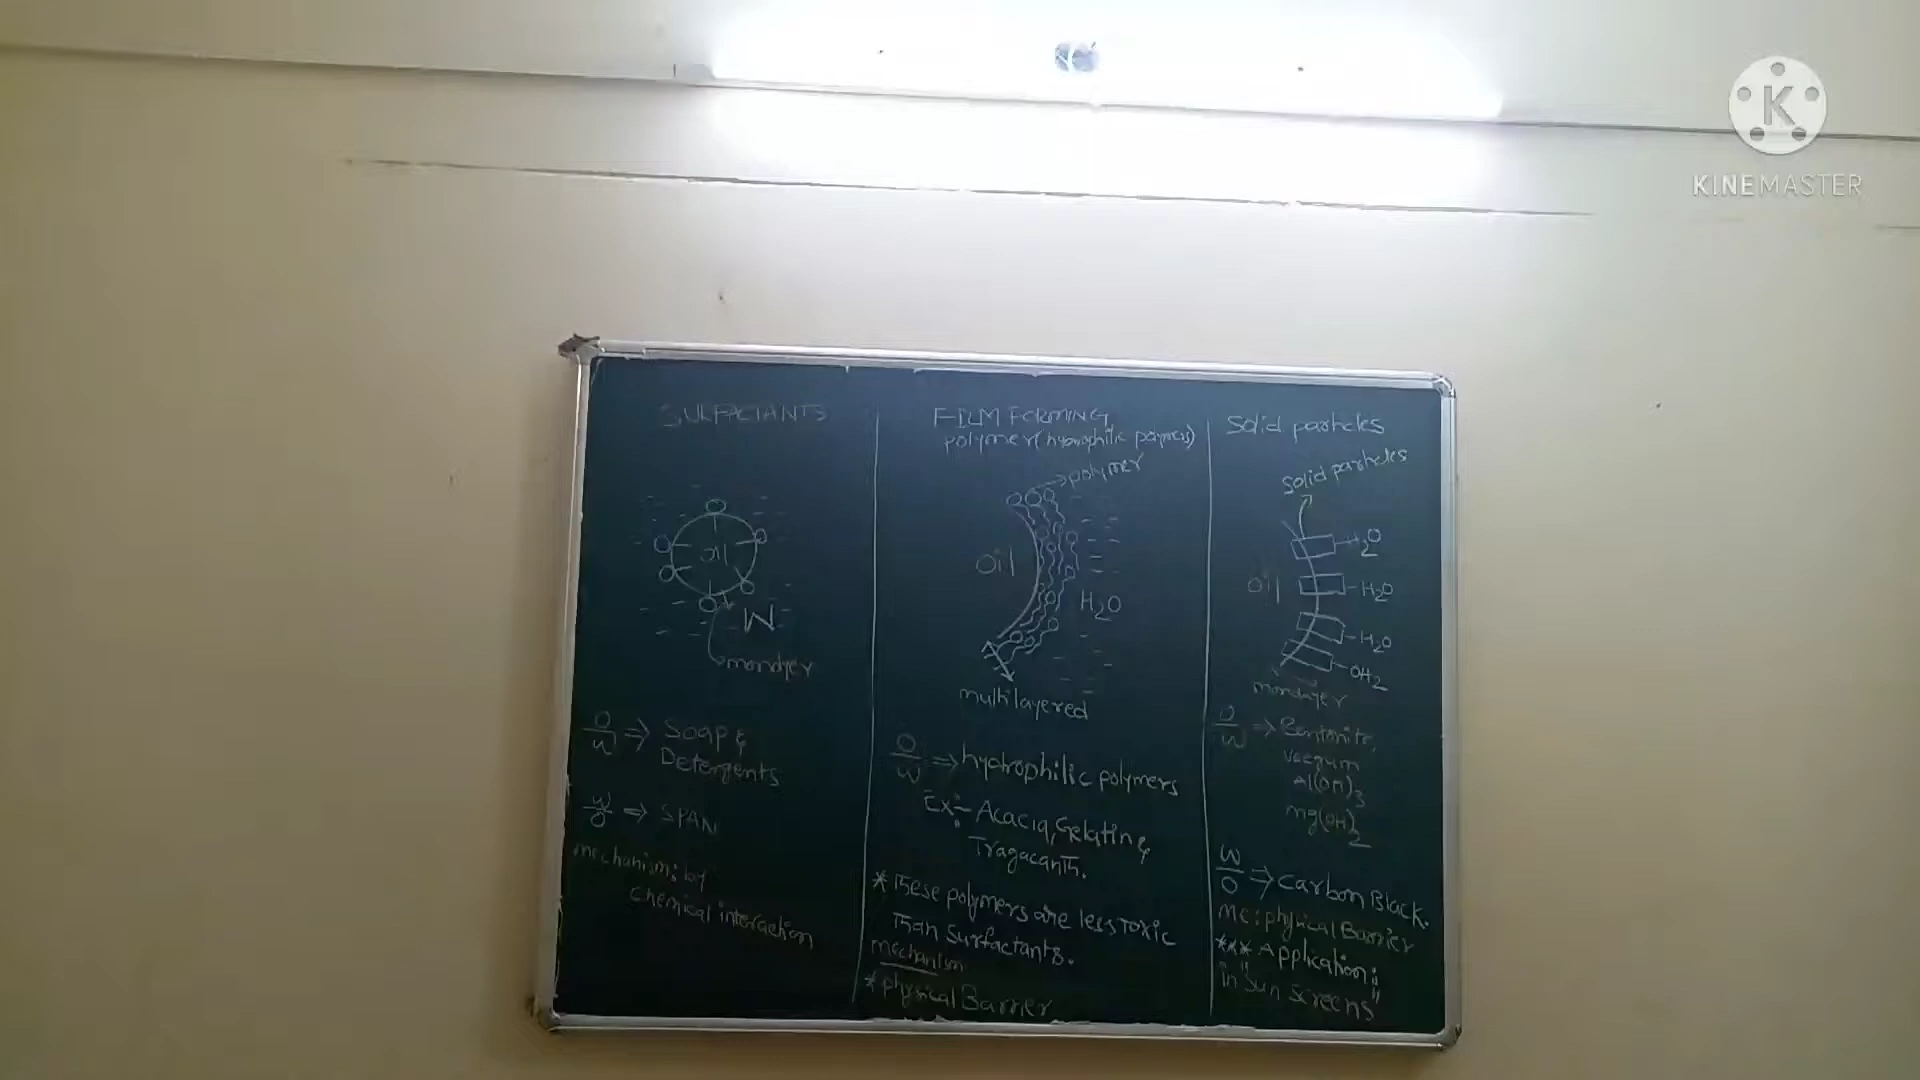 KINEMASTER
SURFACTANTS
oil
W
monolayer
O/W ⇒ Soap &
Detergents
W/O ⇒ SPAN
mechanism: by
chemical interaction
FILM FORMING
polymer (hydrophilic polymers)
→ polymer
oil
H2O
multilayered
O/W ⇒ hydrophilic polymers
Ex:- Acacia, Gelatin &
Tragacanth.
* These polymers are less toxic
Than Surfactants.
mechanism
* physical Barrier
Solid particles
Solid particles
H2O
oil
H2O
H2O
OH2
monolayer
O/W ⇒ Bentonite,
Veegum
Al(OH)3
mg(OH)2
W/O ⇒ Carbon Black.
Mc: physical Barrier
*** Application:
in "Sun Screens"